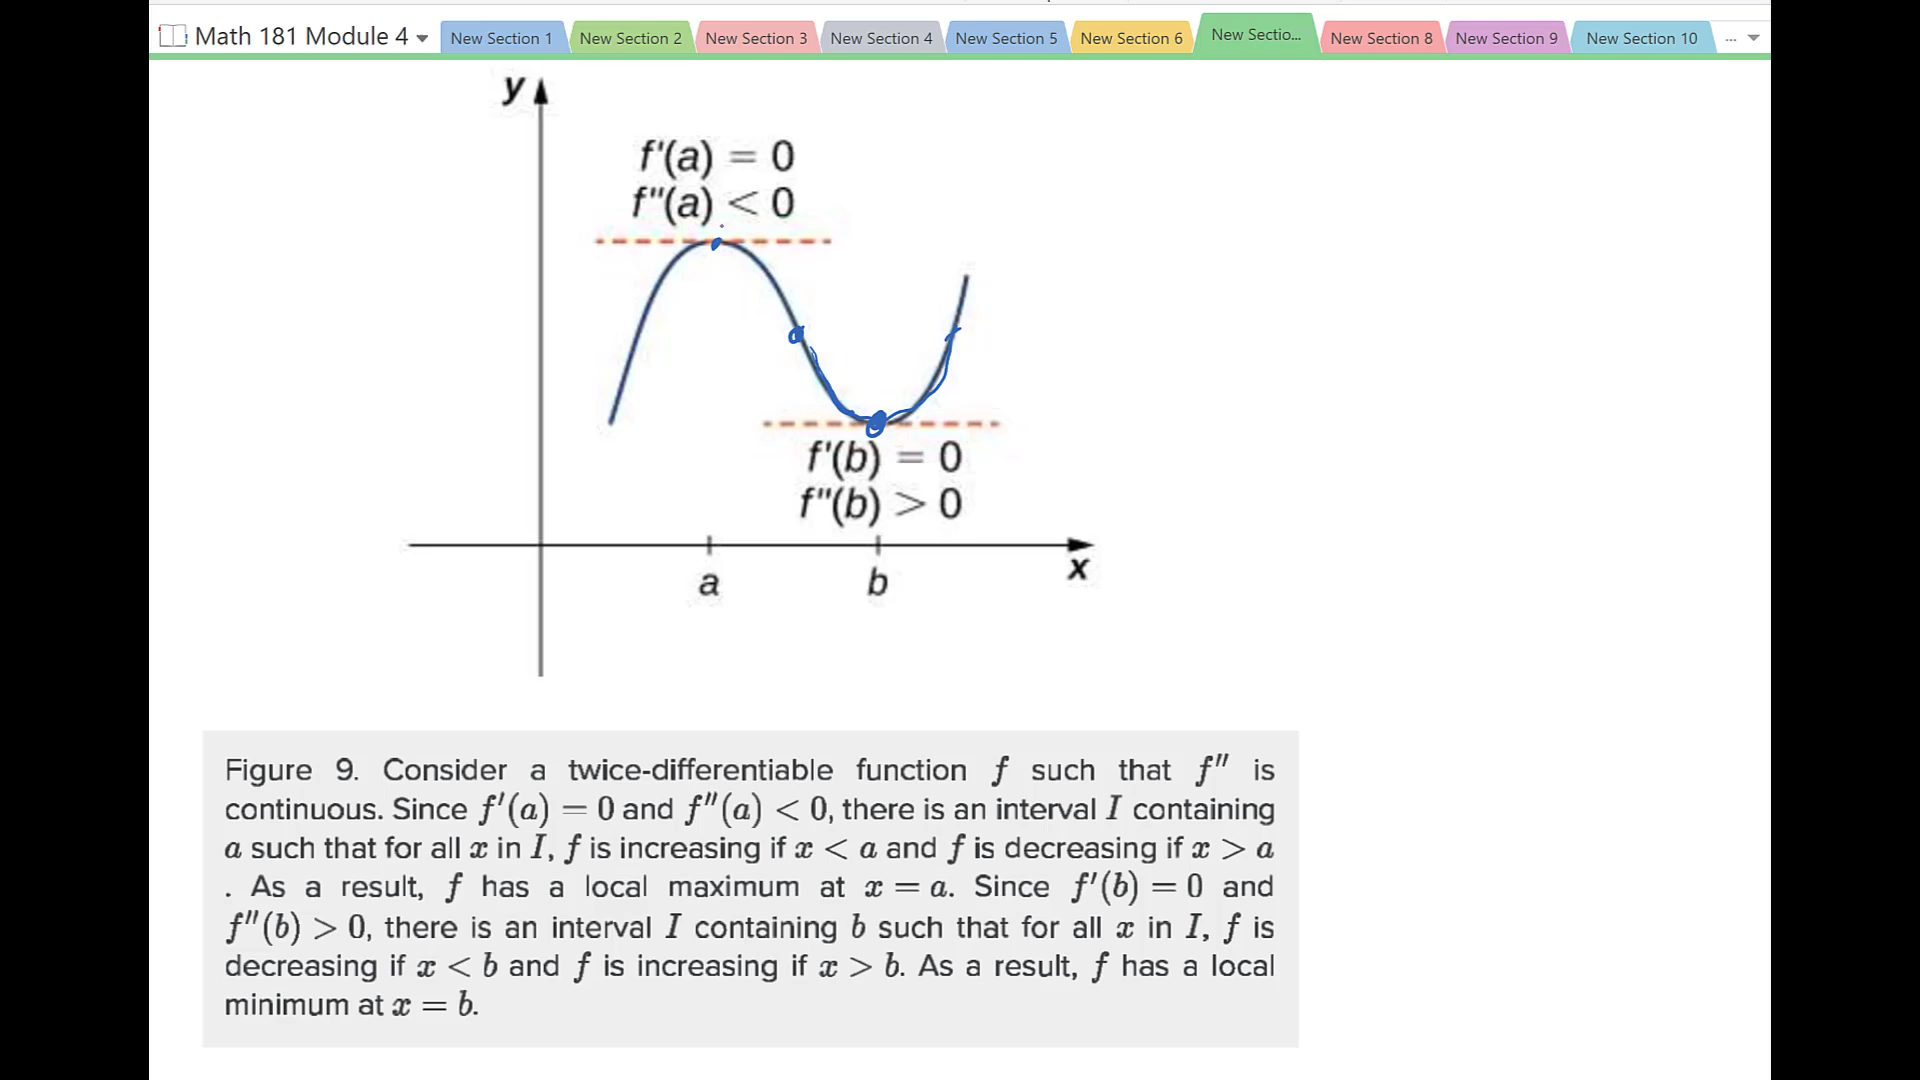 Math 181 Module 4
New Section 1
New Section 2
New Section 3
New Section 4
New Section 5
New Section 6
New Sectio...
New Section 8
New Section 9
New Section 10
...
y
f'(a) = 0
f"(a) < 0
f'(b) = 0
f"(b) > 0
a
b
x
Figure 9. Consider a twice-differentiable function f such that f″ is
continuous. Since f′(a) = 0 and f″(a) < 0, there is an interval I containing
a such that for all x in I, f is increasing if x < a and f is decreasing if x > a
. As a result, f has a local maximum at x = a. Since f′(b) = 0 and
f″(b) > 0, there is an interval I containing b such that for all x in I, f is
decreasing if x < b and f is increasing if x > b. As a result, f has a local
minimum at x = b.